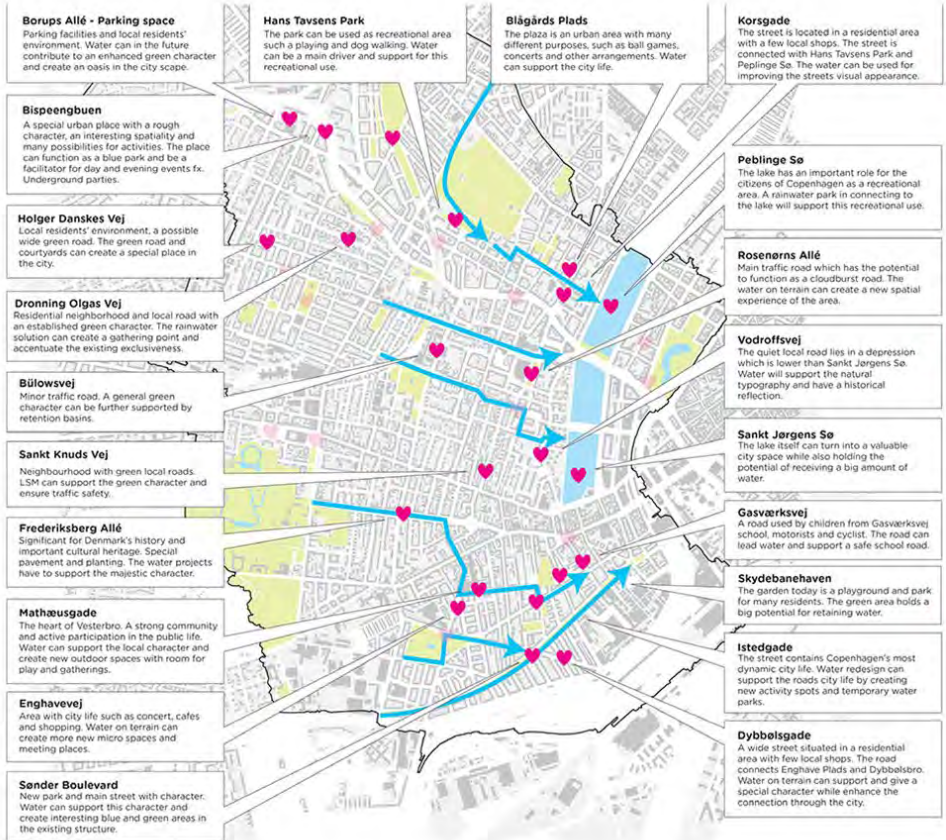 Borups Allé - Parking space
Parking facilities and local residents'
environment. Water can in the future
contribute to an enhanced green character
and create an oasis in the city scape.
Hans Tavsens Park
The park can be used as recreational area
such a playing and dog walking. Water
can be a main driver and support for this
recreational use.
Blågårds Plads
The plaza is an urban area with many
different purposes, such as ball games,
concerts and other arrangements. Water
can support the city life.
Korsgade
The street is located in a residential area
with a few local shops. The street is
connected with Hans Tavsens Park and
Peplinge Sø. The water can be used for
improving the streets visual appearance.
Bispeengbuen
A special urban place with a rough
character, an interesting spatiality and
many possibilities for activities. The place
can function as a blue park and be a
facilitator for day and evening events fx.
Underground parties.
Holger Danskes Vej
Local residents' environment, a possible
wide green road. The green road and
courtyards can create a special place in
the city.
Dronning Olgas Vej
Residential neighborhood and local road with
an established green character. The rainwater
solution can create a gathering point and
accentuate the existing exclusiveness.
Bülowsvej
Minor traffic road. A general green
character can be further supported by
retention basins.
Sankt Knuds Vej
Neighbourhood with green local roads.
LSM can support the green character and
ensure traffic safety.
Frederiksberg Allé
Significant for Denmark's history and
important cultural heritage. Special
pavement and planting. The water projects
have to support the majestic character.
Mathæusgade
The heart of Vesterbro. A strong community
and active participation in the public life.
Water can support the local character and
create new outdoor spaces with room for
play and gatherings.
Enghavevej
Area with city life such as concert, cafes
and shopping. Water on terrain can
create more new micro spaces and
meeting places.
Sønder Boulevard
New park and main street with character.
Water can support this character and
create interesting blue and green areas in
the existing structure.
Peblinge Sø
The lake has an important role for the
citizens of Copenhagen as a recreational
area. A rainwater park in connecting to
the lake will support this recreational use.
Rosenørns Allé
Main traffic road which has the potential
to function as a cloudburst road. The
water on terrain can create a new spatial
experience of the area.
Vodroffsvej
The quiet local road lies in a depression
which is lower than Sankt Jørgens Sø.
Water will support the natural
typography and have a historical
reflection.
Sankt Jørgens Sø
The lake itself can turn into a valuable
city space while also holding the
potential of receiving a big amount of
water.
Gasværksvej
A road used by children from Gasværksvej
school, motorists and cyclist. The road can
lead water and support a safe school road.
Skydebanehaven
The garden today is a playground and park
for many residents. The green area holds a
big potential for retaining water.
Istedgade
The street contains Copenhagen's most
dynamic city life. Water redesign can
support the roads city life by creating
new activity spots and temporary water
parks.
Dybbølsgade
A wide street situated in a residential
area with few local shops. The road
connects Enghave Plads and Dybbølsbro.
Water on terrain can support and give a
special character while enhance the
connection through the city.